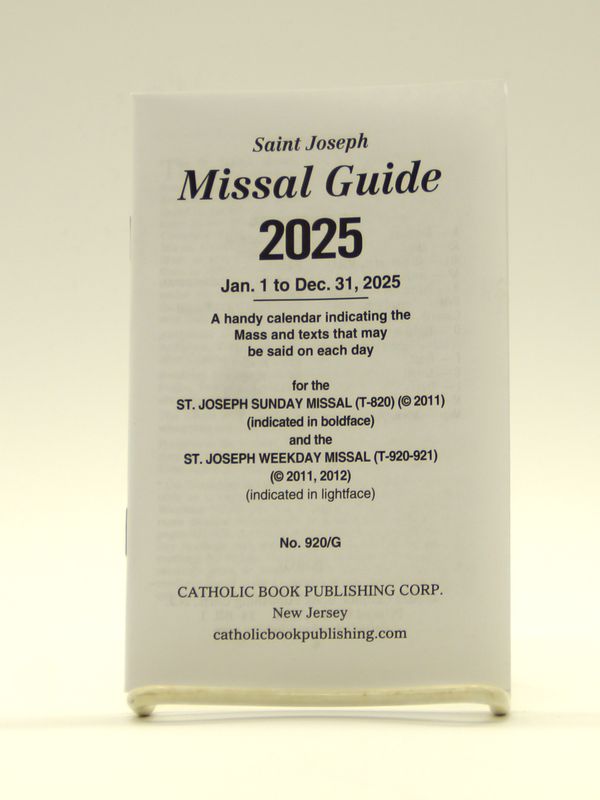 Saint Joseph
Missal Guide
2025
Jan. 1 to Dec. 31, 2025
A handy calendar indicating the
Mass and texts that may
be said on each day
for the
ST. JOSEPH SUNDAY MISSAL (T-820) (© 2011)
(indicated in boldface)
and the
ST. JOSEPH WEEKDAY MISSAL (T-920-921)
(© 2011, 2012)
(indicated in lightface)
No. 920/G
CATHOLIC BOOK PUBLISHING CORP.
New Jersey
catholicbookpublishing.com